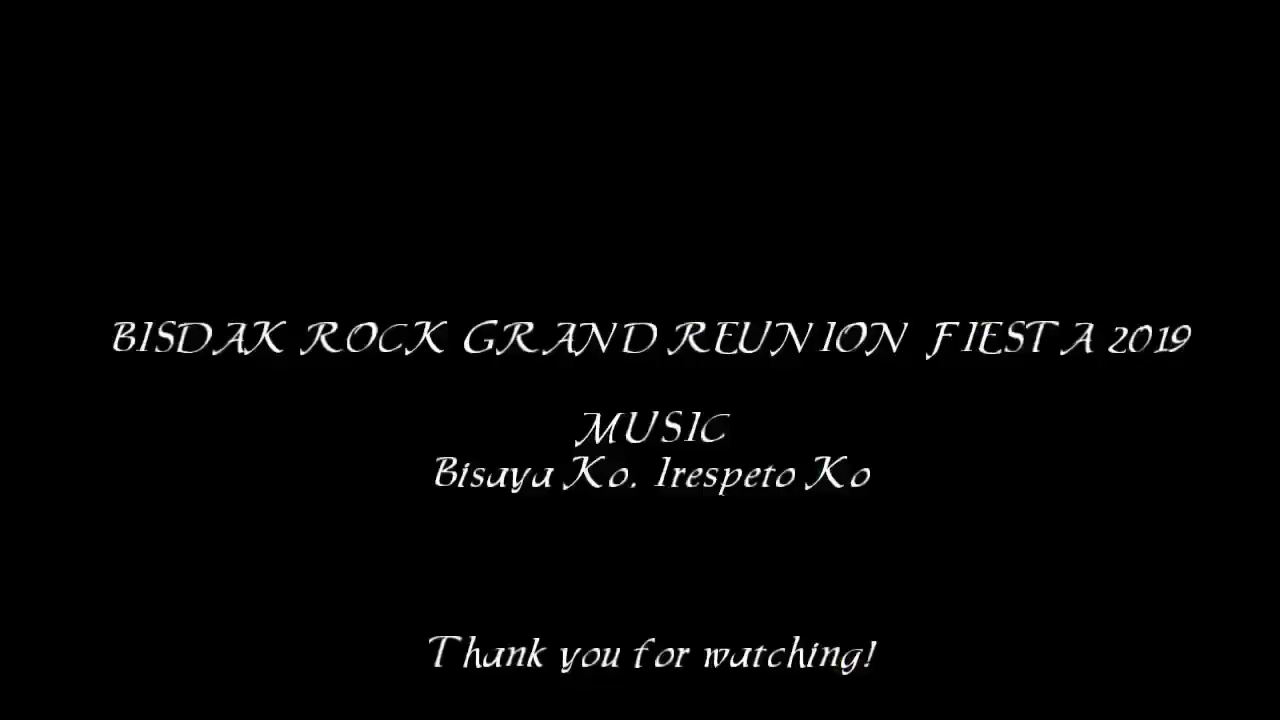 BISDAK ROCK GRAND REUNION FIESTA 2019
MUSIC
Bisaya Ko, Irespeto Ko
Thank you for watching!